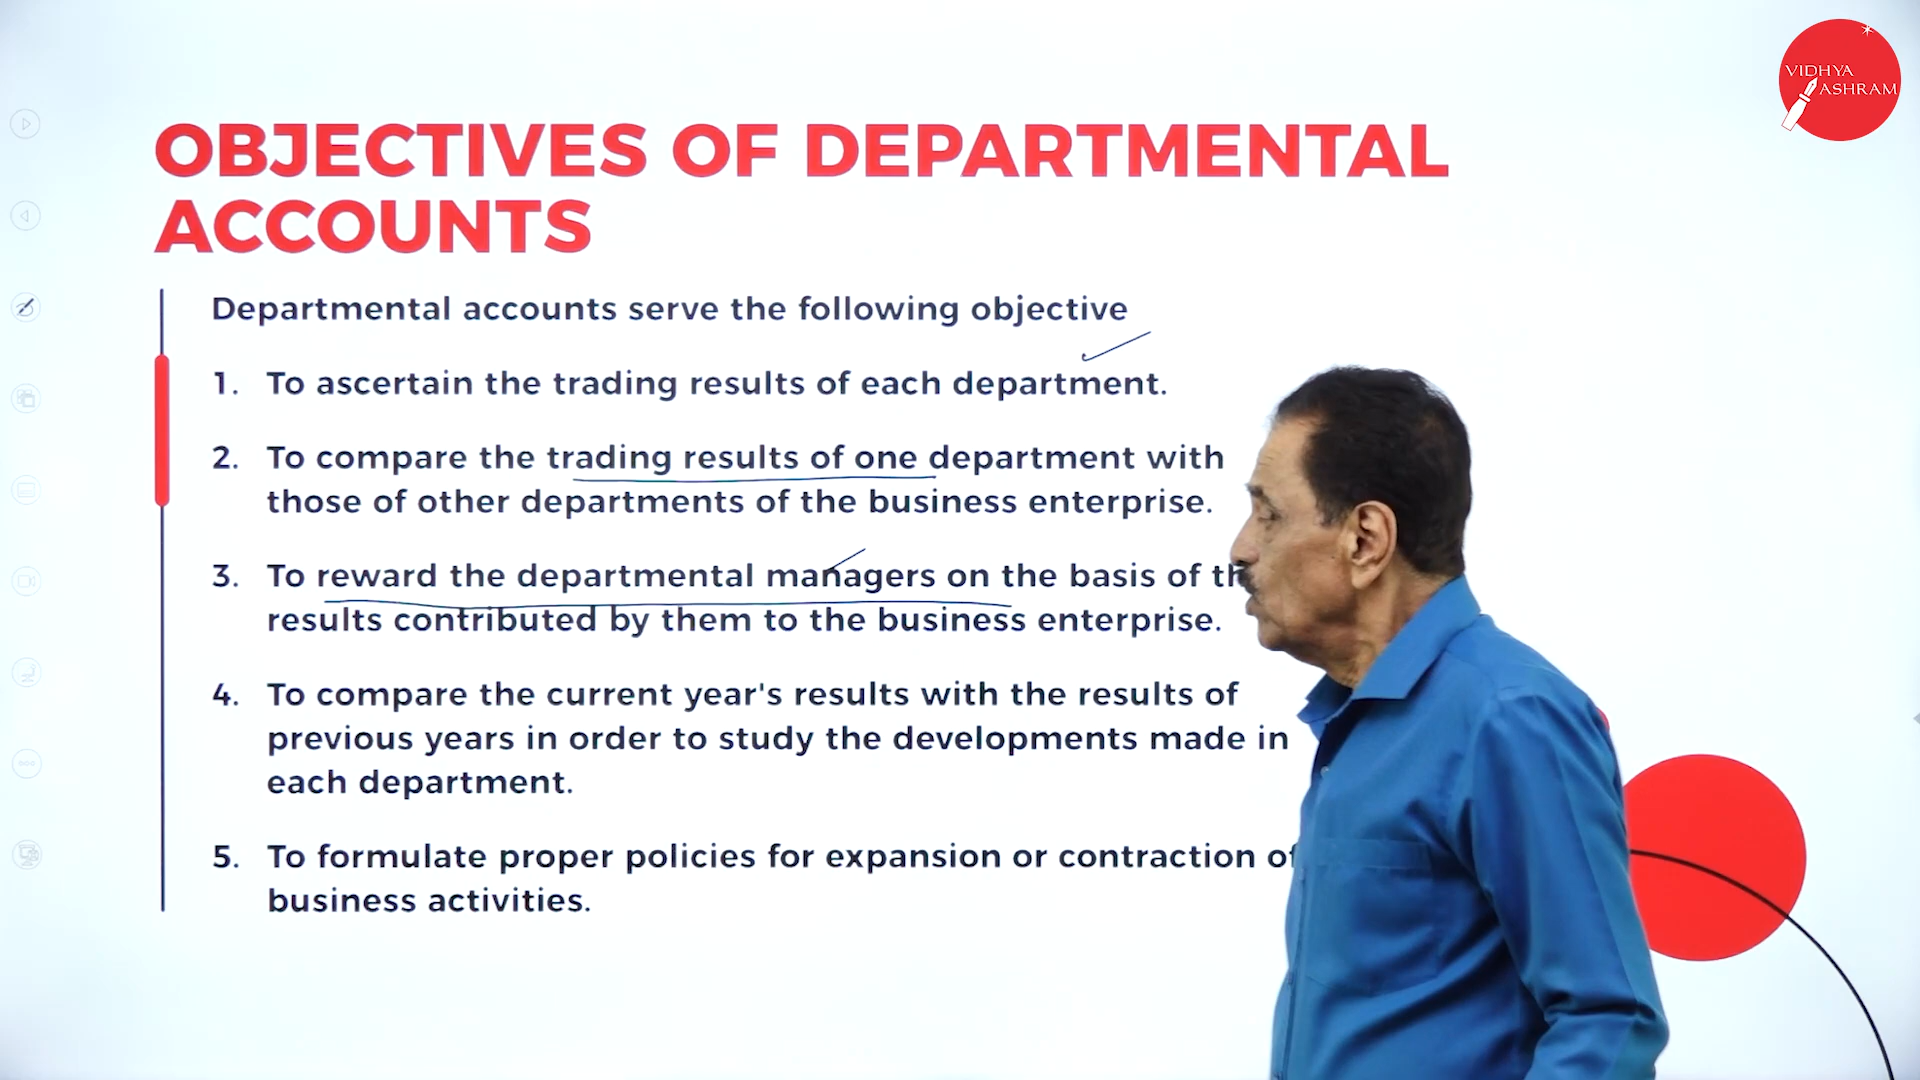 VIDHYA
ASHRAM
OBJECTIVES OF DEPARTMENTAL
ACCOUNTS
Departmental accounts serve the following objective
1. To ascertain the trading results of each department.
2. To compare the trading results of one department with
those of other departments of the business enterprise.
3. To reward the departmental managers on the basis of
results contributed by them to the business enterprise.
4. To compare the current year's results with the results of
previous years in order to study the developments made in
each department.
5. To formulate proper policies for expansion or contraction of
business activities.